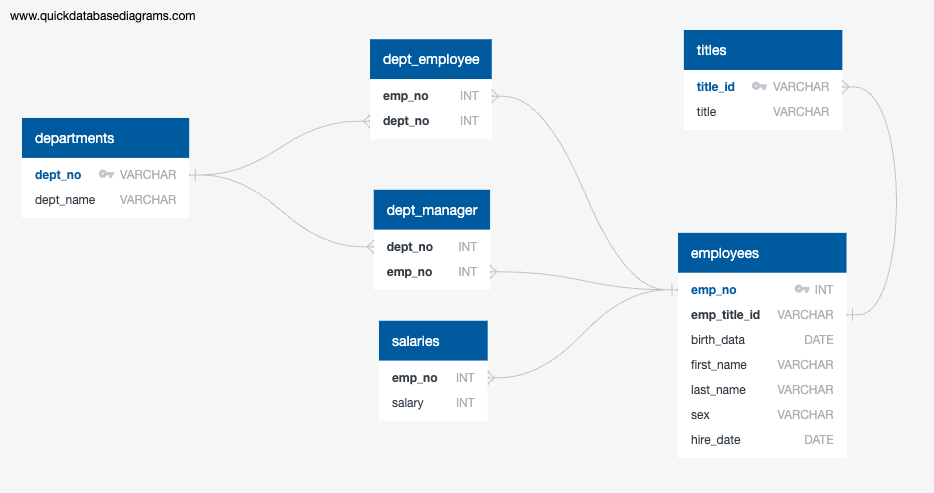 www.quickdatabasediagrams.com
departments
dept_no VARCHAR
dept_name VARCHAR
dept_employee
emp_no INT
dept_no INT
dept_manager
dept_no INT
emp_no INT
salaries
emp_no INT
salary INT
titles
title_id VARCHAR
title VARCHAR
employees
emp_no INT
emp_title_id VARCHAR
birth_data DATE
first_name VARCHAR
last_name VARCHAR
sex VARCHAR
hire_date DATE